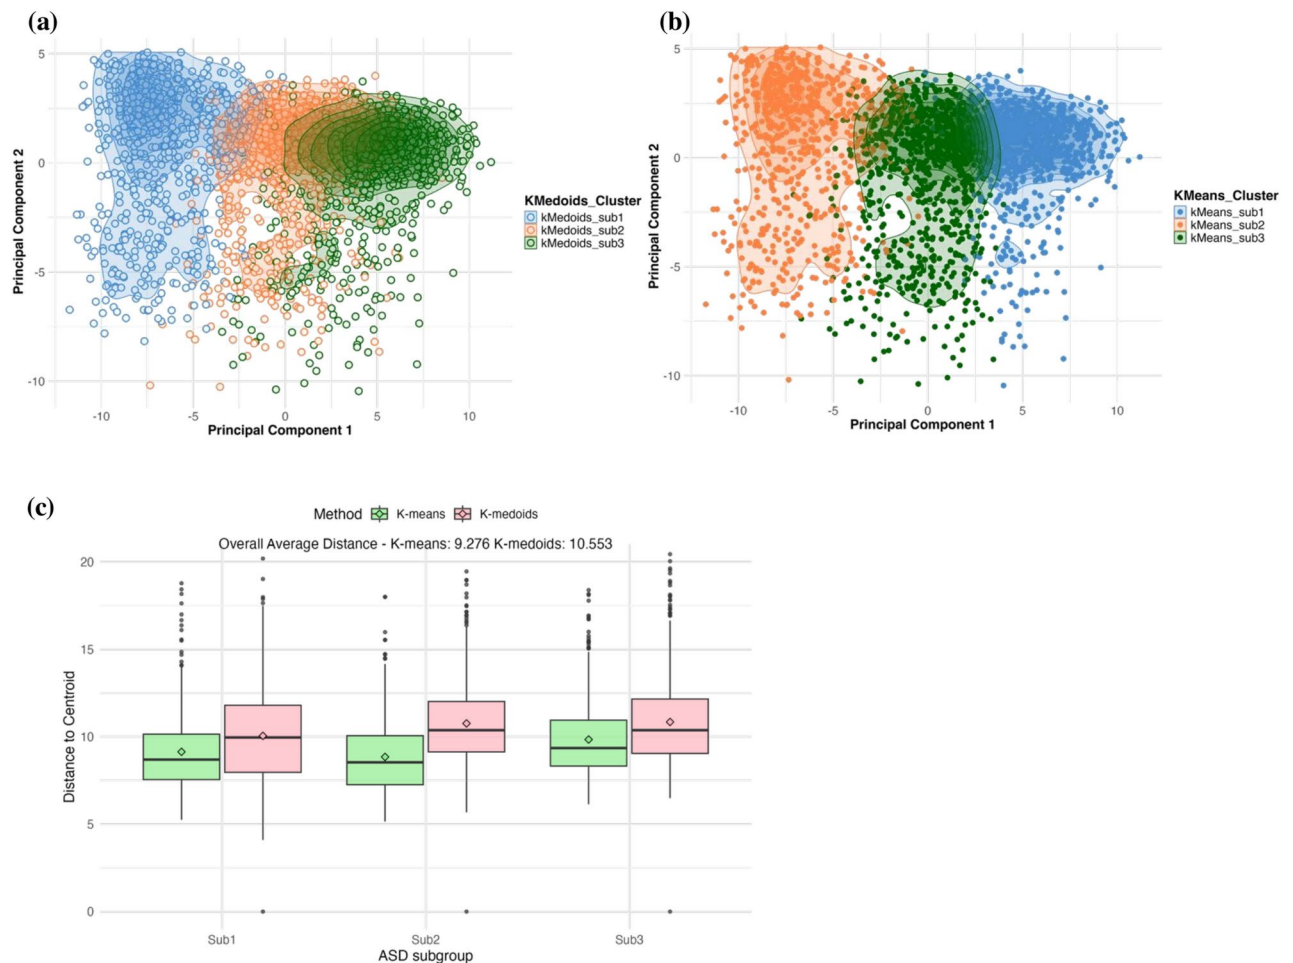 (a)
5
0
-5
-10
Principal Component 2
-10 -5 0 5 10
Principal Component 1
KMedoids_Cluster
kMedoids_sub1
kMedoids_sub2
kMedoids_sub3
(b)
5
0
-5
-10
Principal Component 2
-10 -5 0 5 10
Principal Component 1
KMeans_Cluster
kMeans_sub1
kMeans_sub2
kMeans_sub3
(c)
Method K-means K-medoids
Overall Average Distance - K-means: 9.276 K-medoids: 10.553
20
15
10
5
0
Distance to Centroid
Sub1 Sub2 Sub3
ASD subgroup